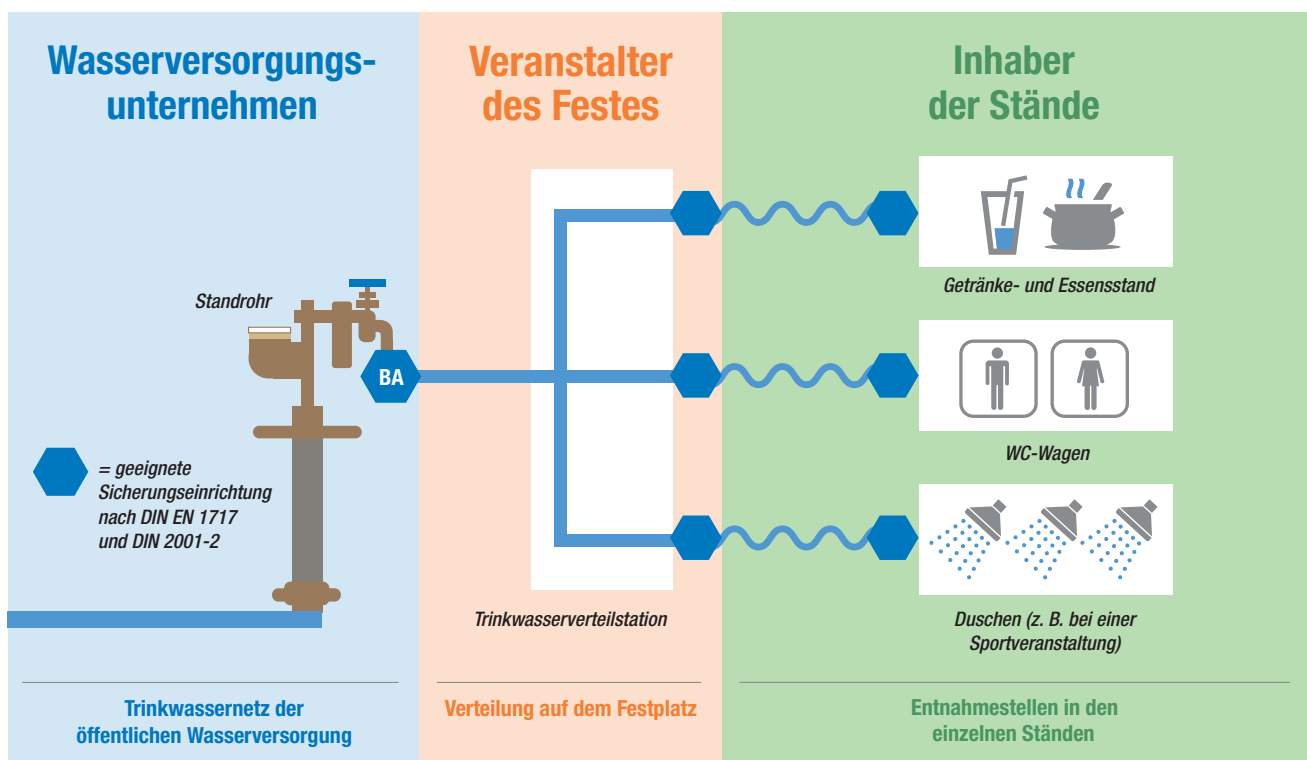 Wasserversorgungs-
unternehmen
Standrohr
BA
= geeignete
Sicherungseinrichtung
nach DIN EN 1717
und DIN 2001-2
Trinkwassernetz der
öffentlichen Wasserversorgung
Veranstalter
des Festes
Trinkwasserverteilstation
Verteilung auf dem Festplatz
Inhaber
der Stände
Getränke- und Essensstand
WC-Wagen
Duschen (z. B. bei einer
Sportveranstaltung)
Entnahmestellen in den
einzelnen Ständen